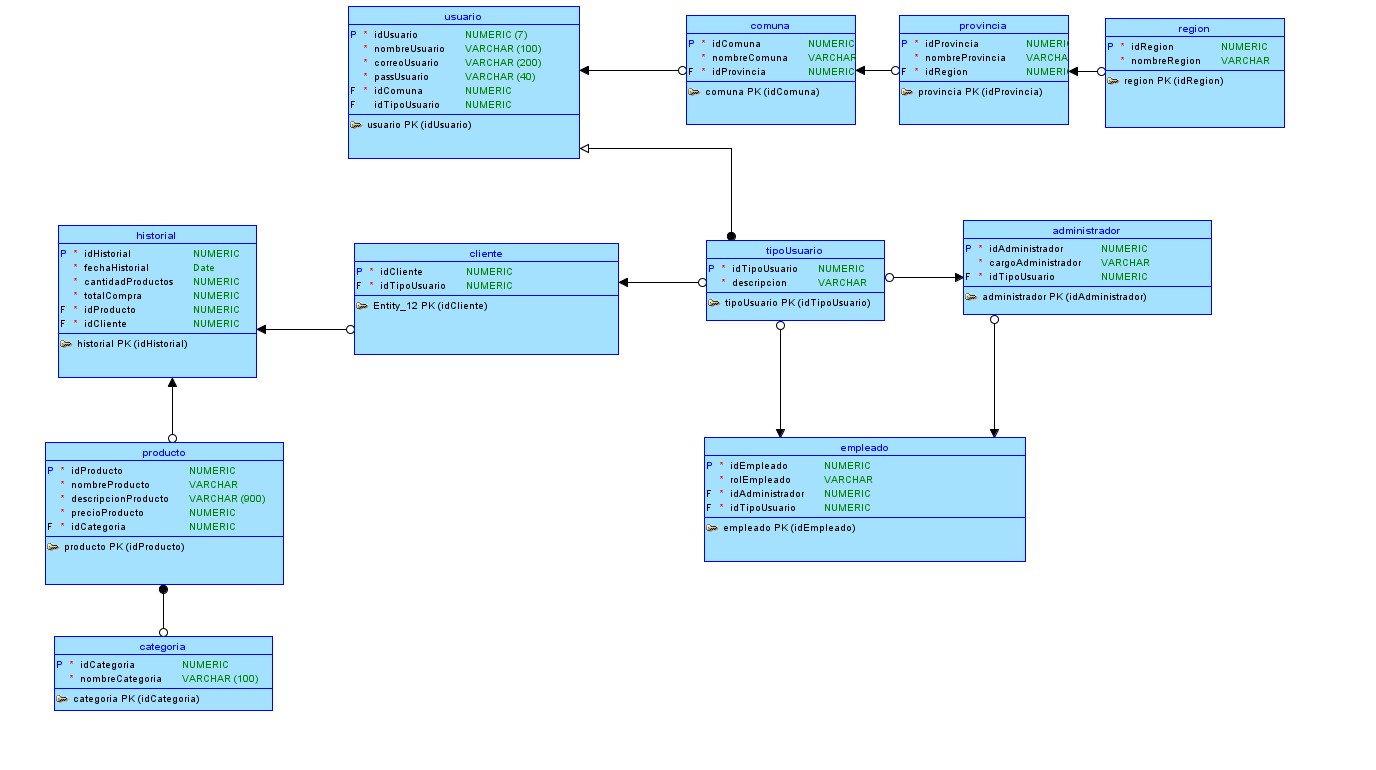 usuario
P * idUsuario NUMERIC (7)
* nombreUsuario VARCHAR (100)
* correoUsuario VARCHAR (200)
* passUsuario VARCHAR (40)
F * idComuna NUMERIC
F idTipoUsuario NUMERIC
usuario PK (idUsuario)
comuna
P * idComuna NUMERIC
* nombreComuna VARCHAR
F * idProvincia NUMERIC
comuna PK (idComuna)
provincia
P * idProvincia NUMERI
* nombreProvincia VARCHA
F * idRegion NUMERI
provincia PK (idProvincia)
region
P * idRegion NUMERIC
* nombreRegion VARCHAR
region PK (idRegion)
historial
P * idHistorial NUMERIC
* fechaHistorial Date
* cantidadProductos NUMERIC
* totalCompra NUMERIC
F * idProducto NUMERIC
F * idCliente NUMERIC
historial PK (idHistorial)
cliente
P * idCliente NUMERIC
F * idTipoUsuario NUMERIC
Entity_12 PK (idCliente)
tipoUsuario
P * idTipoUsuario NUMERIC
* descripcion VARCHAR
tipoUsuario PK (idTipoUsuario)
administrador
P * idAdministrador NUMERIC
* cargoAdministrador VARCHAR
F * idTipoUsuario NUMERIC
administrador PK (idAdministrador)
producto
P * idProducto NUMERIC
* nombreProducto VARCHAR
* descripcionProducto VARCHAR (900)
* precioProducto NUMERIC
F * idCategoria NUMERIC
producto PK (idProducto)
empleado
P * idEmpleado NUMERIC
* rolEmpleado VARCHAR
F * idAdministrador NUMERIC
F * idTipoUsuario NUMERIC
empleado PK (idEmpleado)
categoria
P * idCategoria NUMERIC
* nombreCategoria VARCHAR (100)
categoria PK (idCategoria)